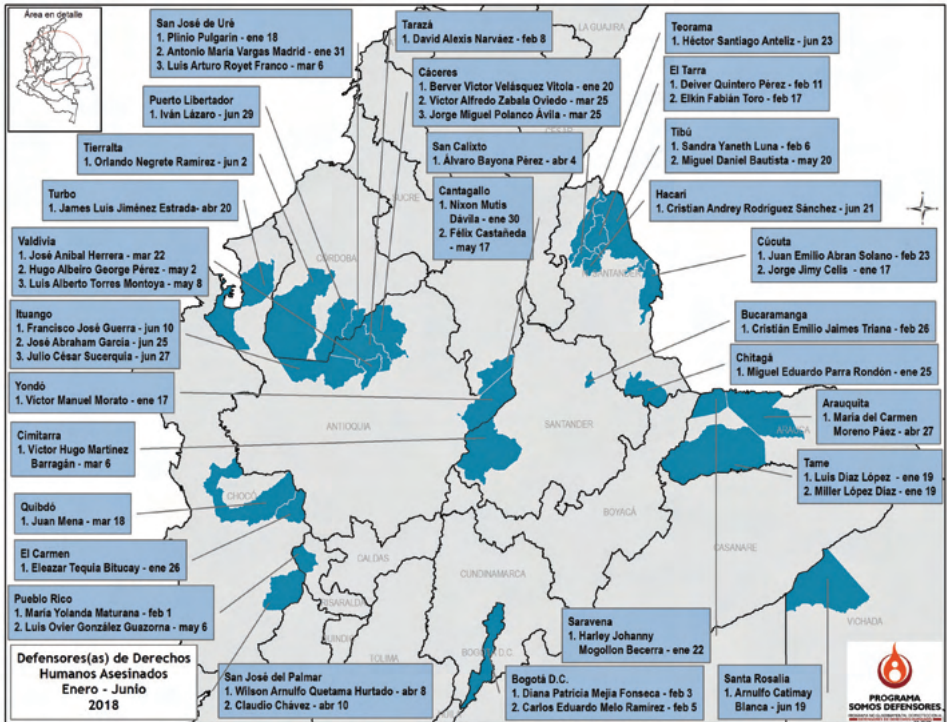 Área en detalle
San José de Uré
1. Plinio Pulgarín - ene 18
2. Antonio María Vargas Madrid - ene 31
3. Luis Arturo Royet Franco - mar 6
Puerto Libertador
1. Iván Lázaro - jun 29
Tierralta
1. Orlando Negrete Ramírez - jun 2
Turbo
1. James Luis Jiménez Estrada- abr 20
Valdivia
1. José Anibal Herrera - mar 22
2. Hugo Albeiro George Pérez - may 2
3. Luis Alberto Torres Montoya - may 8
Ituango
1. Francisco José Guerra - jun 10
2. José Abraham García - jun 25
3. Julio César Sucerquia - jun 27
Yondó
1. Víctor Manuel Morato - ene 17
Cimitarra
1. Víctor Hugo Martínez
Barragán - mar 6
Quibdó
1. Juan Mena - mar 18
El Carmen
1. Eleazar Tequia Bitucay - ene 26
Pueblo Rico
1. María Yolanda Maturana - feb 1
2. Luis Ovier González Guazorna - may 6
Defensores(as) de Derechos
Humanos Asesinados
Enero - Junio
2018
San José del Palmar
1. Wilson Arnulfo Quetama Hurtado - abr 8
2. Claudio Chávez - abr 10
Tarazá
1. David Alexis Narváez - feb 8
Cáceres
1. Berver Víctor Velásquez Vitola - ene 20
2. Víctor Alfredo Zabala Oviedo - mar 25
3. Jorge Miguel Polanco Ávila - mar 25
San Calixto
1. Álvaro Bayona Pérez - abr 4
Cantagallo
1. Nixon Mutis
Dávila - ene 30
2. Félix Castañeda
- may 17
Teorama
1. Héctor Santiago Anteliz - jun 23
El Tarra
1. Deiver Quintero Pérez - feb 11
2. Elkin Fabián Toro - feb 17
Tibú
1. Sandra Yaneth Luna - feb 6
2. Miguel Daniel Bautista - may 20
Hacarí
1. Cristian Andrey Rodríguez Sánchez - jun 21
Cúcuta
1. Juan Emilio Abran Solano - feb 23
2. Jorge Jimy Celis - ene 17
Bucaramanga
1. Cristián Emilio Jaimes Triana - feb 26
Chitagá
1. Miguel Eduardo Parra Rondón - ene 25
Arauquita
1. María del Carmen
Moreno Páez - abr 27
Tame
1. Luis Díaz López - ene 19
2. Miller López Díaz - ene 19
Saravena
1. Harley Johanny
Mogollon Becerra - ene 22
Bogotá D.C.
1. Diana Patricia Mejía Fonseca - feb 3
2. Carlos Eduardo Melo Ramírez - feb 5
Santa Rosalía
1. Arnulfo Catimay
Blanca - jun 19
LA GUAJIRA
SUCRE
CÓRDOBA
N. SANTANDER
ANTIOQUIA
SANTANDER
ARAUCA
CHOCÓ
BOYACÁ
CASANARE
CALDAS
CUNDINAMARCA
RISARALDA
QUINDÍO
TOLIMA
BOGOTÁ D.C.
VICHADA
PROGRAMA
SOMOS DEFENSORES